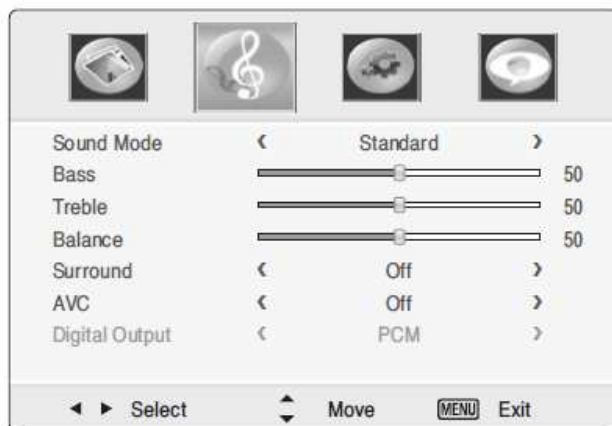 Sound Mode Standard
Bass 50
Treble 50
Balance 50
Surround Off
AVC Off
Digital Output PCM
Select Move MENU Exit